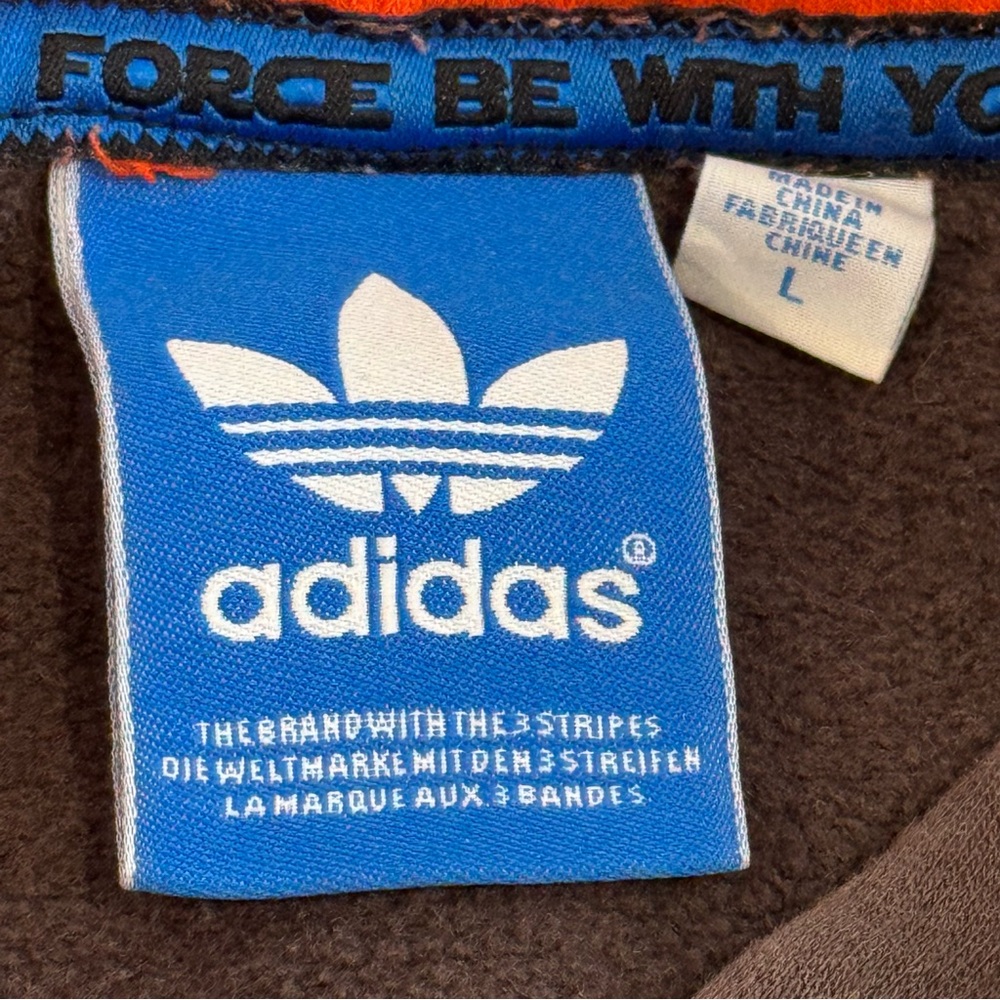 FORCE BE WITH YO
MADE IN
CHINA
FABRIQUE EN
CHINE
L
adidas®
THE BRAND WITH THE 3 STRIPES
DIE WELTMARKE MIT DEN 3 STREIFEN
LA MARQUE AUX 3 BANDES